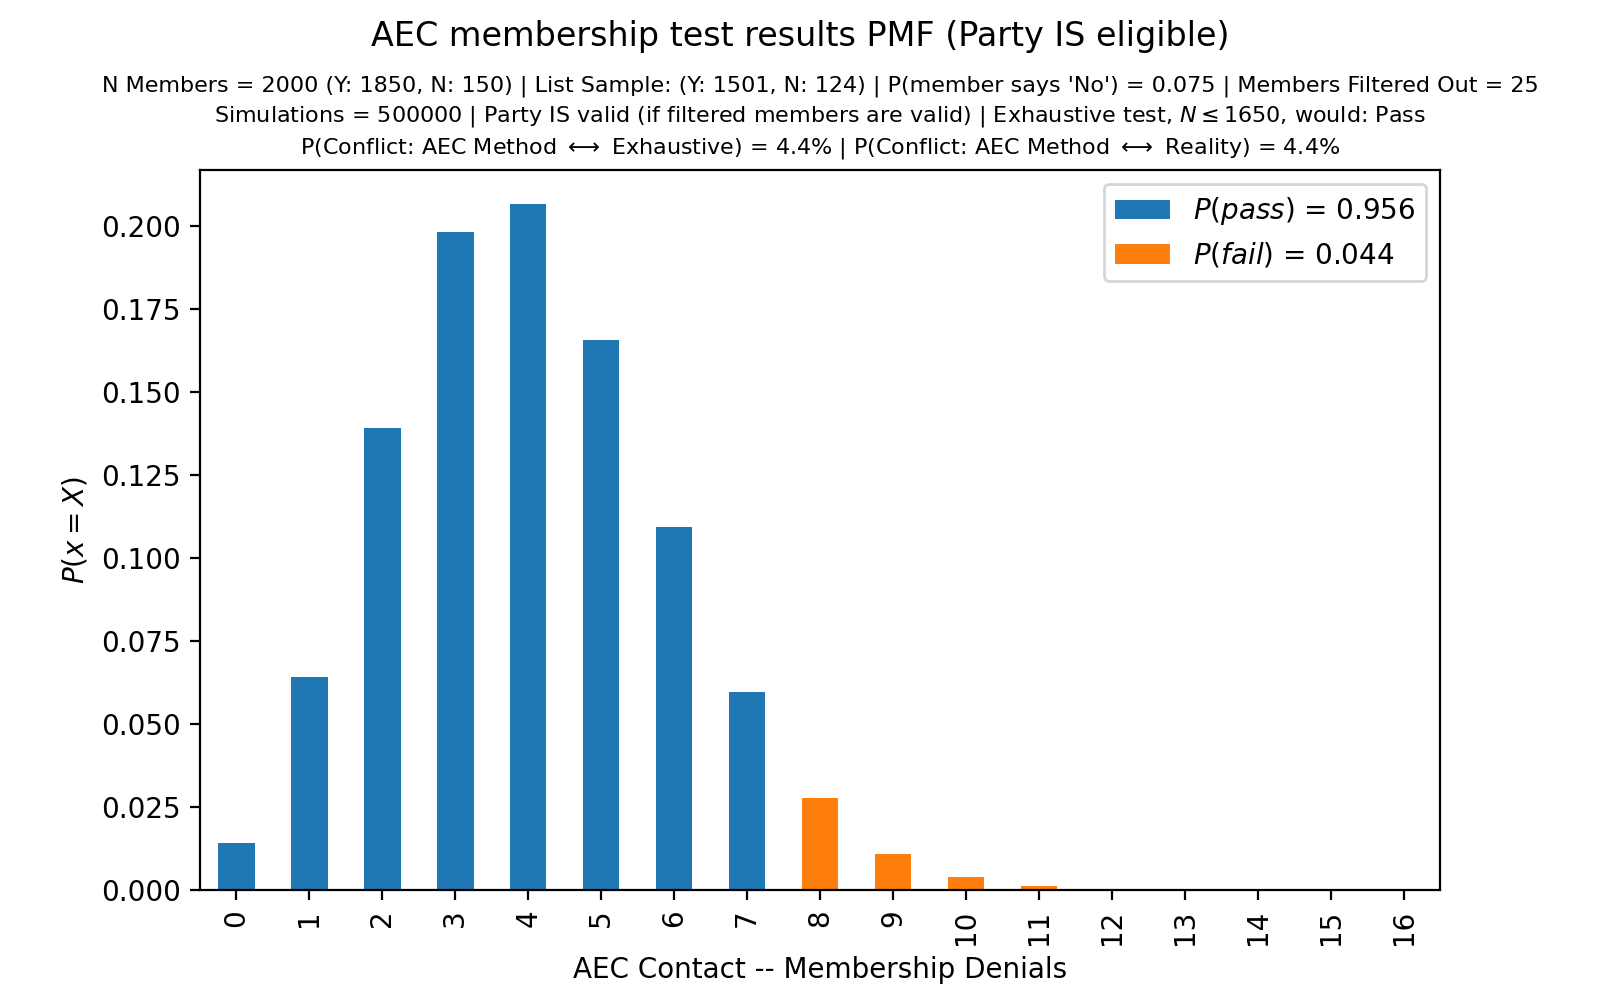 AEC membership test results PMF (Party IS eligible)
N Members = 2000 (Y: 1850, N: 150) | List Sample: (Y: 1501, N: 124) | P(member says 'No') = 0.075 | Members Filtered Out = 25
Simulations = 500000 | Party IS valid (if filtered members are valid) | Exhaustive test, N ≤ 1650, would: Pass
P(Conflict: AEC Method ⟷ Exhaustive) = 4.4% | P(Conflict: AEC Method ⟷ Reality) = 4.4%
P(pass) = 0.956
P(fail) = 0.044
P(x = X)
0.200
0.175
0.150
0.125
0.100
0.075
0.050
0.025
0.000
0 1 2 3 4 5 6 7 8 9 10 11 12 13 14 15 16
AEC Contact -- Membership Denials